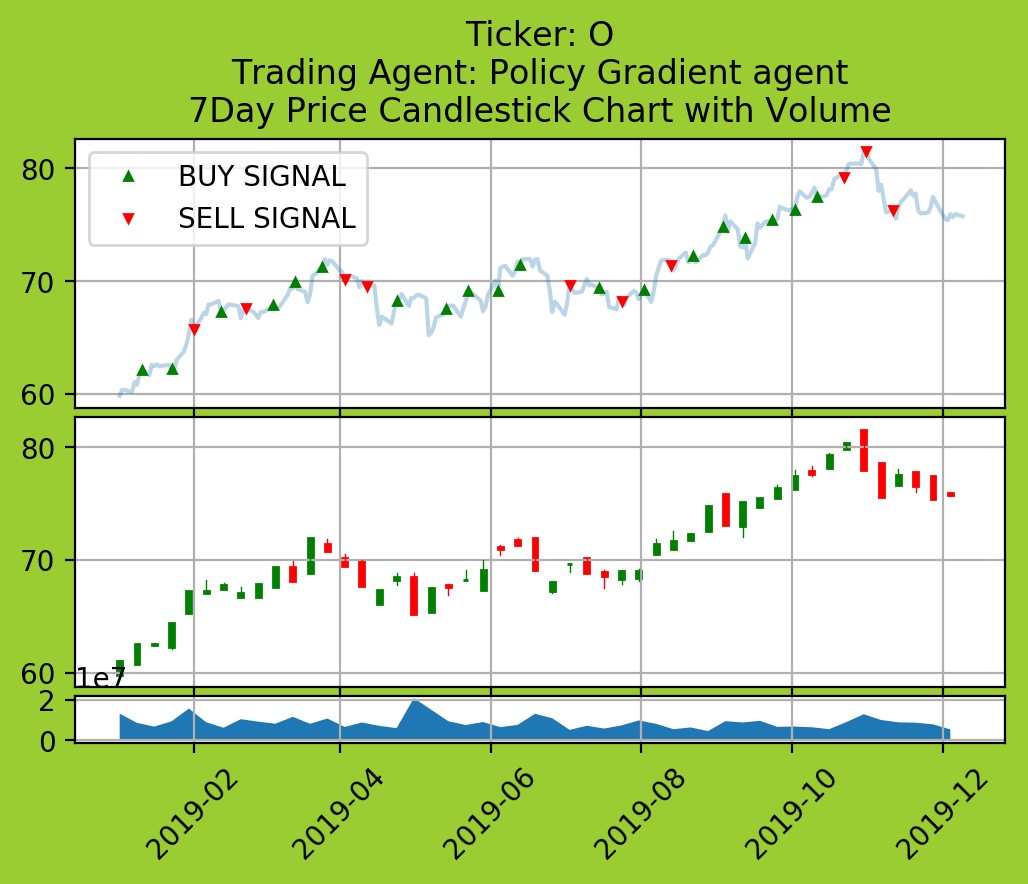 Ticker: O
Trading Agent: Policy Gradient agent
7Day Price Candlestick Chart with Volume
80
70
60
BUY SIGNAL
SELL SIGNAL
80
70
60
1e7
2
0
2019-02
2019-04
2019-06
2019-08
2019-10
2019-12